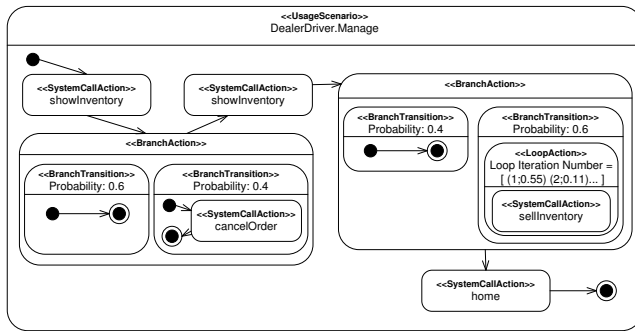 <<UsageScenario>>
DealerDriver.Manage
<<SystemCallAction>>
showInventory
<<SystemCallAction>>
showInventory
<<BranchAction>>
<<BranchTransition>>
Probability: 0.6
<<BranchTransition>>
Probability: 0.4
<<SystemCallAction>>
cancelOrder
<<BranchAction>>
<<BranchTransition>>
Probability: 0.4
<<BranchTransition>>
Probability: 0.6
<<LoopAction>>
Loop Iteration Number =
[ (1;0.55) (2;0.11)... ]
<<SystemCallAction>>
sellInventory
<<SystemCallAction>>
home